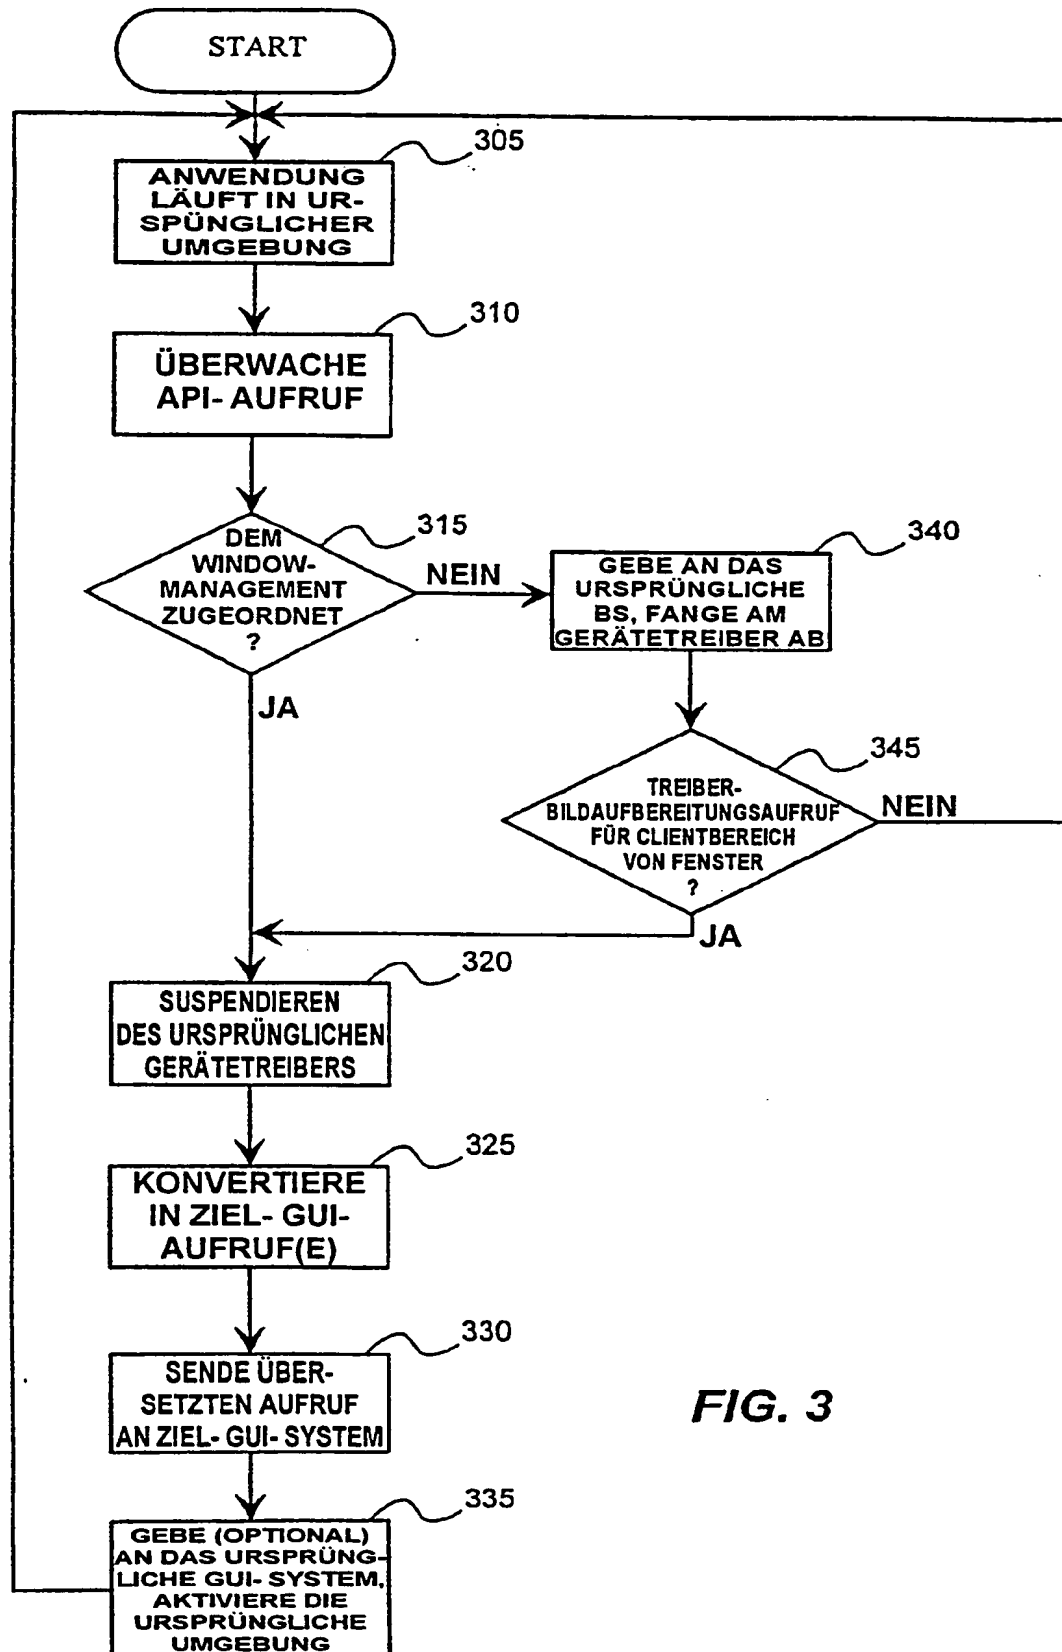 START
305
ANWENDUNG
LÄUFT IN UR-
SPÜNGLICHER
UMGEBUNG
310
ÜBERWACHE
API- AUFRUF
315
DEM
WINDOW-
MANAGEMENT
ZUGEORDNET
?
NEIN
JA
340
GEBE AN DAS
URSPRÜNGLICHE
BS, FANGE AM
GERÄTETREIBER AB
345
TREIBER-
BILDAUFBEREITUNGSAUFRUF
FÜR CLIENTBEREICH
VON FENSTER
?
NEIN
JA
320
SUSPENDIEREN
DES URSPRÜNGLICHEN
GERÄTETREIBERS
325
KONVERTIERE
IN ZIEL- GUI-
AUFRUF(E)
330
SENDE ÜBER-
SETZTEN AUFRUF
AN ZIEL- GUI- SYSTEM
335
GEBE (OPTIONAL)
AN DAS URSPRÜNG-
LICHE GUI- SYSTEM,
AKTIVIERE DIE
URSPRÜNGLICHE
UMGEBUNG
FIG. 3